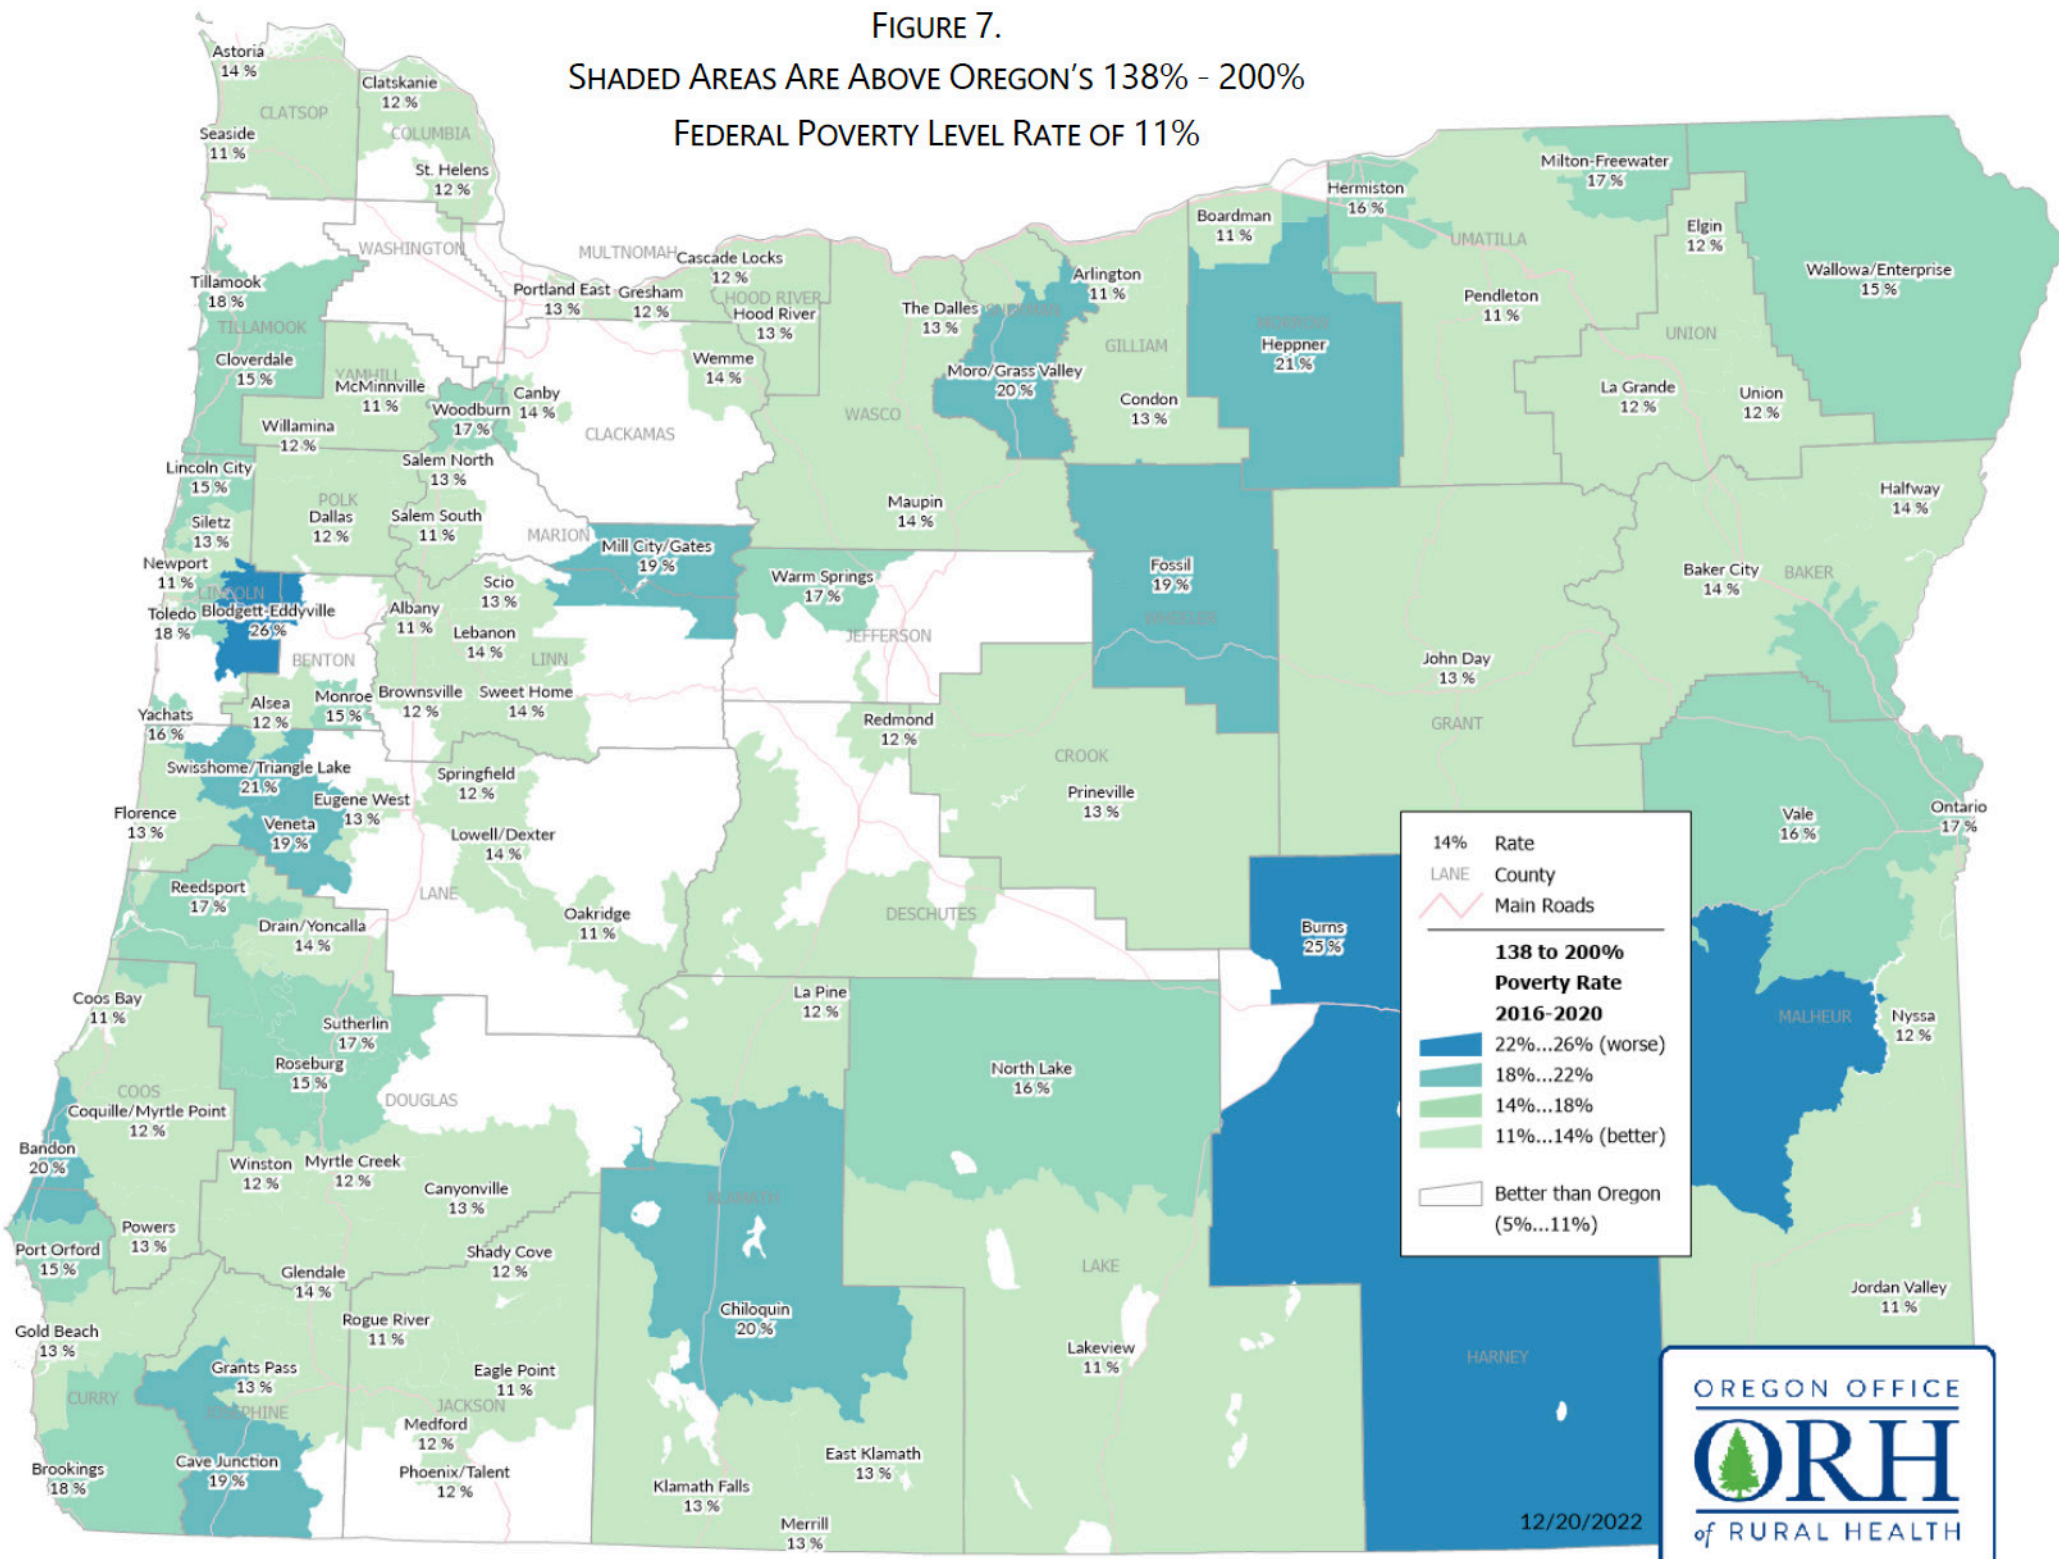 FIGURE 7.
SHADED AREAS ARE ABOVE OREGON'S 138% - 200%
FEDERAL POVERTY LEVEL RATE OF 11%
Astoria
14 %
Clatskanie
12 %
CLATSOP
COLUMBIA
Seaside
11 %
St. Helens
12 %
WASHINGTON
MULTNOMAH
Cascade Locks
12 %
Portland East
13 %
Gresham
12 %
HOOD RIVER
Hood River
13 %
The Dalles
13 %
SHERMAN
Arlington
11 %
Boardman
11 %
Hermiston
16 %
Milton-Freewater
17 %
UMATILLA
Elgin
12 %
Wallowa/Enterprise
15 %
Tillamook
18 %
TILLAMOOK
Cloverdale
15 %
YAMHILL
McMinnville
11 %
Woodburn
17 %
Canby
14 %
Wemme
14 %
CLACKAMAS
WASCO
Moro/Grass Valley
20 %
GILLIAM
Condon
13 %
MORROW
Heppner
21 %
Pendleton
11 %
UNION
La Grande
12 %
Union
12 %
Willamina
12 %
Lincoln City
15 %
Salem North
13 %
POLK
Dallas
12 %
Salem South
11 %
MARION
Mill City/Gates
19 %
Maupin
14 %
Halfway
14 %
Siletz
13 %
Newport
11 %
LINCOLN
Toledo
18 %
Blodgett-Eddyville
26 %
BENTON
Albany
11 %
Scio
13 %
Lebanon
14 %
LINN
Warm Springs
17 %
JEFFERSON
Fossil
19 %
WHEELER
Baker City
14 %
BAKER
John Day
13 %
GRANT
Yachats
16 %
Alsea
12 %
Monroe
15 %
Brownsville
12 %
Sweet Home
14 %
Redmond
12 %
CROOK
Prineville
13 %
Swisshome/Triangle Lake
21 %
Florence
13 %
Veneta
19 %
Eugene West
13 %
Springfield
12 %
Lowell/Dexter
14 %
LANE
Oakridge
11 %
DESCHUTES
Vale
16 %
Ontario
17 %
Reedsport
17 %
Drain/Yoncalla
14 %
Burns
25 %
MALHEUR
Nyssa
12 %
Coos Bay
11 %
Sutherlin
17 %
Roseburg
15 %
DOUGLAS
La Pine
12 %
North Lake
16 %
COOS
Coquille/Myrtle Point
12 %
Bandon
20 %
Winston
12 %
Myrtle Creek
12 %
Canyonville
13 %
KLAMATH
Powers
13 %
Port Orford
15 %
Shady Cove
12 %
Glendale
14 %
LAKE
Jordan Valley
11 %
Gold Beach
13 %
Rogue River
11 %
Chiloquin
20 %
Lakeview
11 %
HARNEY
CURRY
Grants Pass
13 %
JOSEPHINE
Eagle Point
11 %
JACKSON
Medford
12 %
Brookings
18 %
Cave Junction
19 %
Phoenix/Talent
12 %
Klamath Falls
13 %
East Klamath
13 %
Merrill
13 %
14% Rate
LANE County
Main Roads
138 to 200%
Poverty Rate
2016-2020
22%...26% (worse)
18%...22%
14%...18%
11%...14% (better)
Better than Oregon
(5%...11%)
12/20/2022
OREGON OFFICE
ORH
of RURAL HEALTH